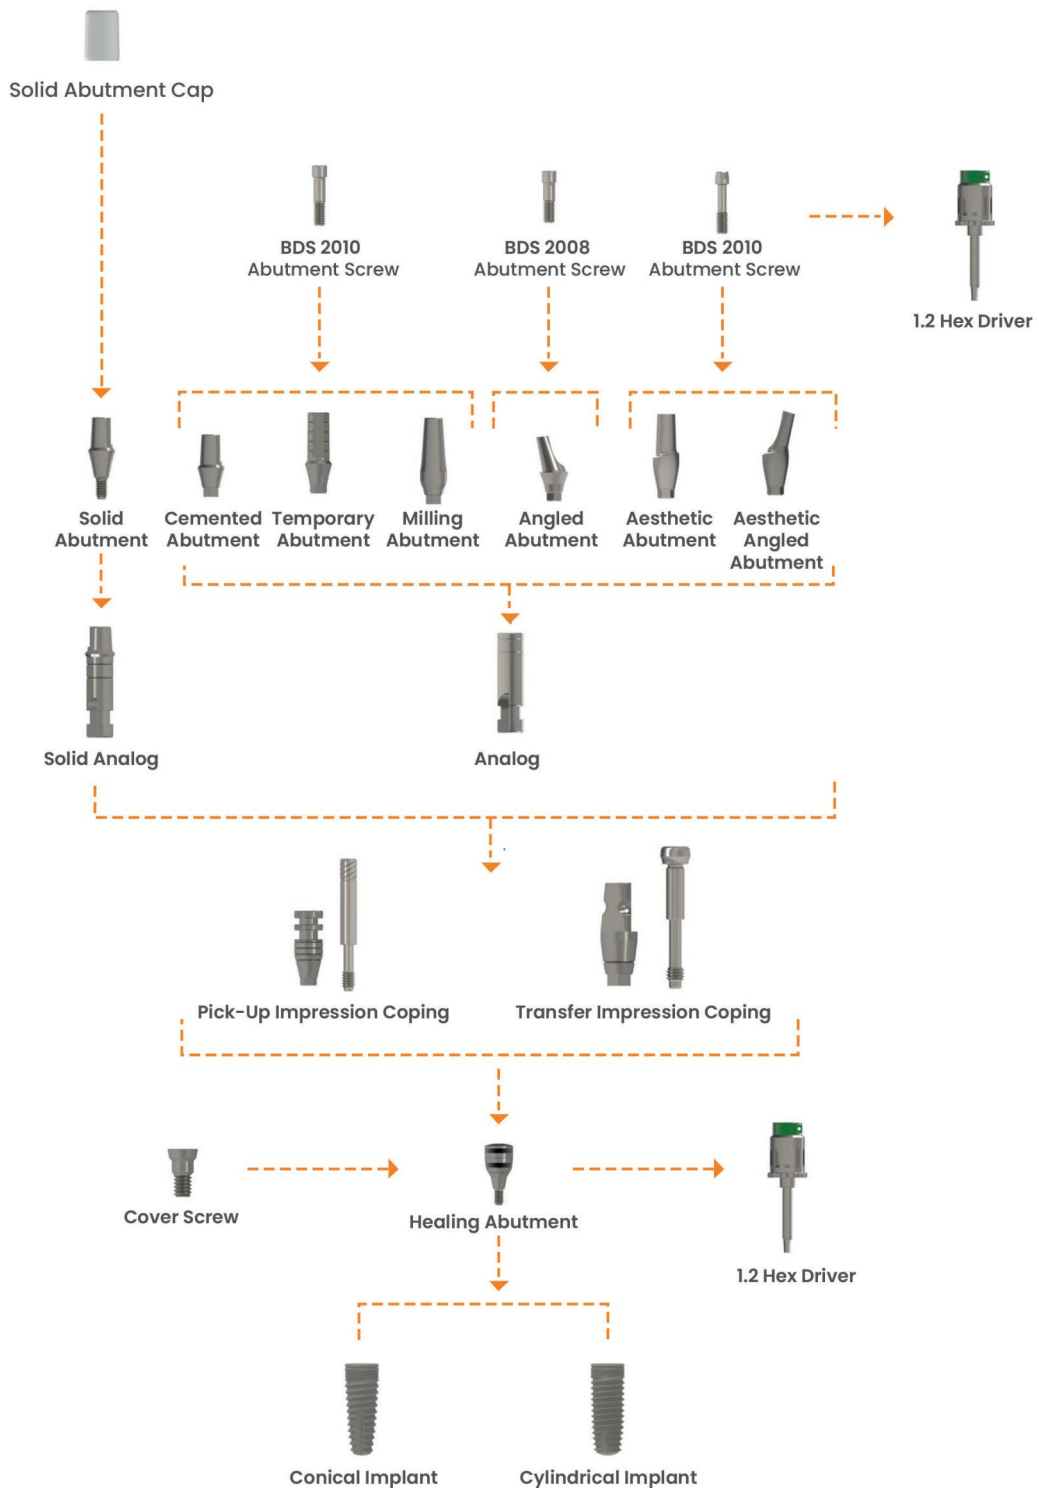 Solid Abutment Cap
BDS 2010
Abutment Screw
BDS 2008
Abutment Screw
BDS 2010
Abutment Screw
1.2 Hex Driver
Solid
Abutment
Cemented
Abutment
Temporary
Abutment
Milling
Abutment
Angled
Abutment
Aesthetic
Abutment
Aesthetic
Angled
Abutment
Solid Analog
Analog
Pick-Up Impression Coping
Transfer Impression Coping
Cover Screw
Healing Abutment
1.2 Hex Driver
Conical Implant
Cylindrical Implant